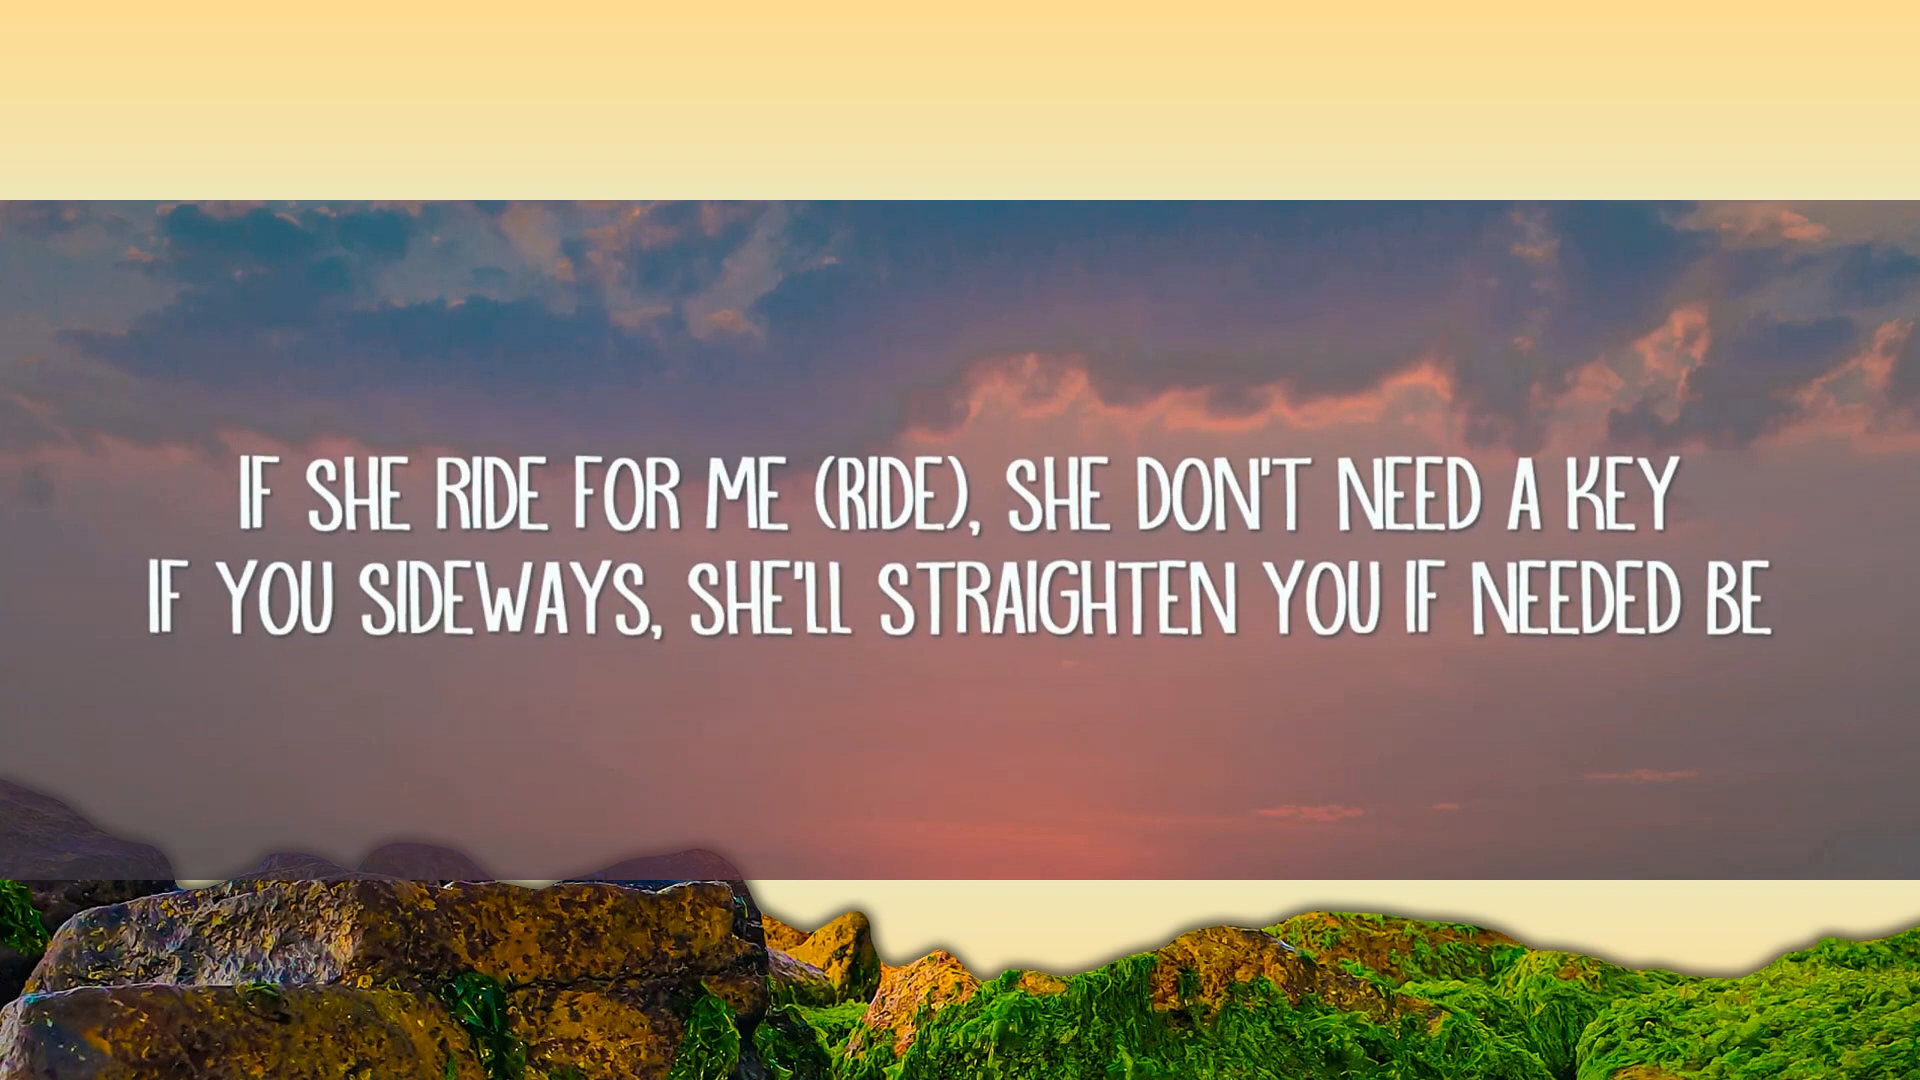 IF SHE RIDE FOR ME (RIDE), SHE DON'T NEED A KEY
IF YOU SIDEWAYS, SHE'LL STRAIGHTEN YOU IF NEEDED BE